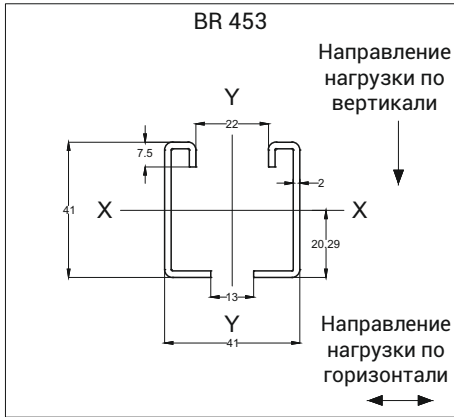 BR 453
Направление
нагрузки по
вертикали
Y
22
7.5
2
41
X
X
20,29
13
Y
41
Направление
нагрузки по
горизонтали